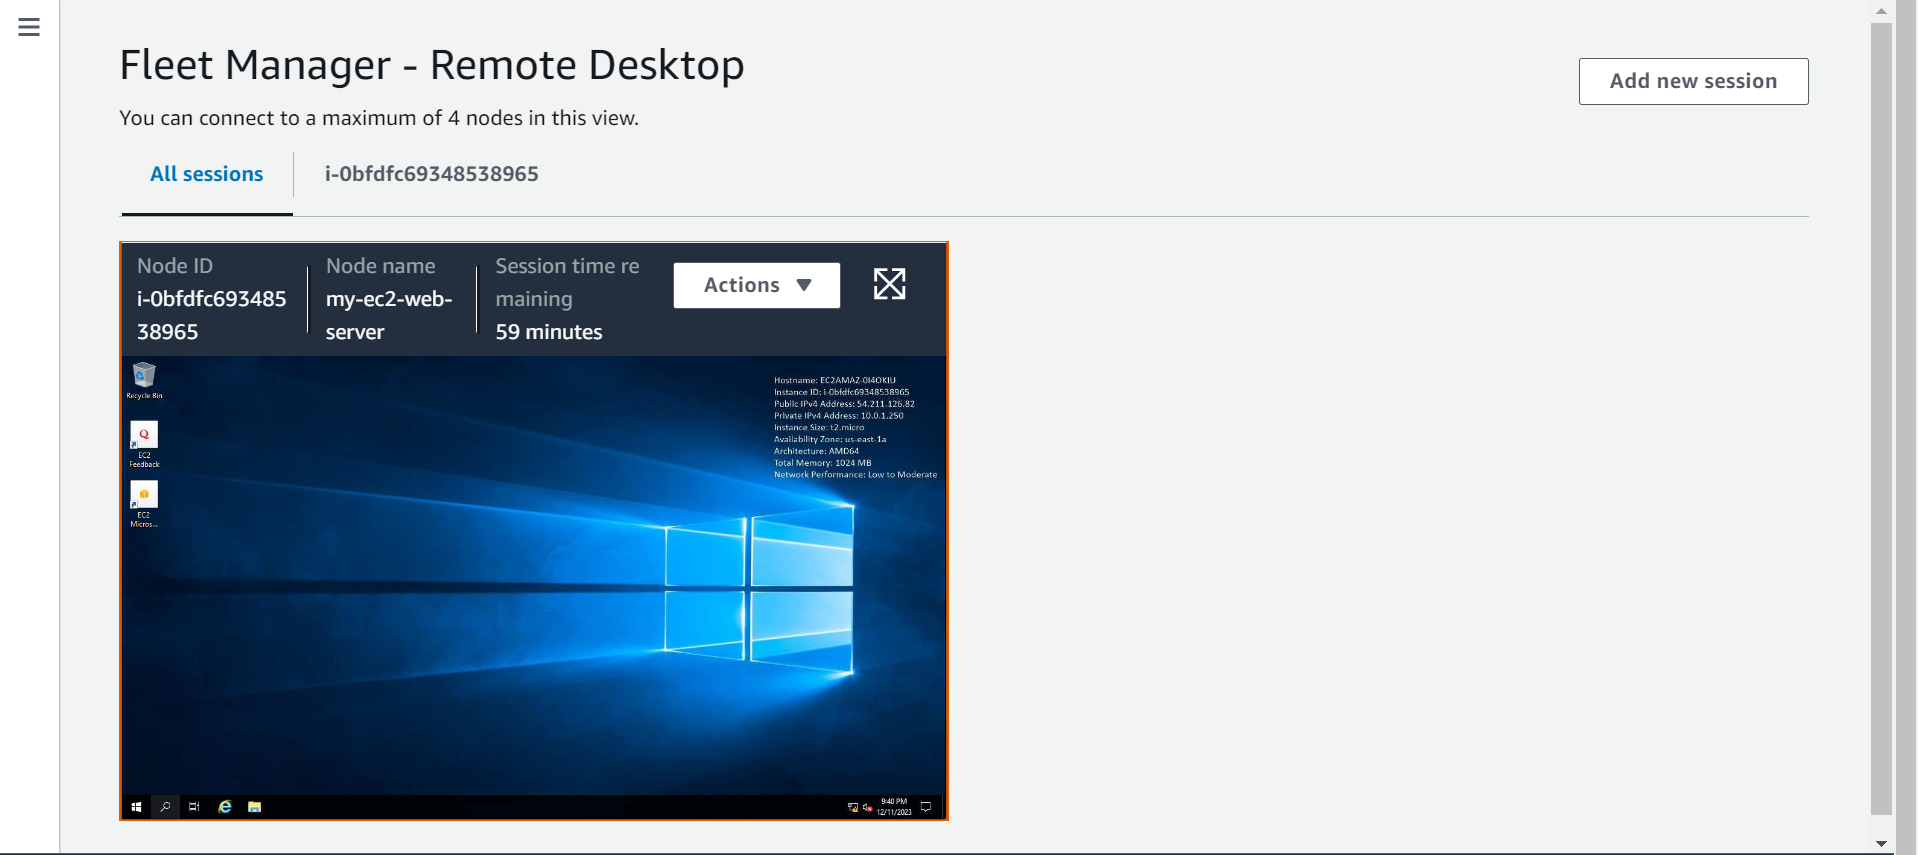 Fleet Manager - Remote Desktop
Add new session
You can connect to a maximum of 4 nodes in this view.
All sessions
i-0bfdfc69348538965
Node ID
i-0bfdfc693485
38965
Node name
my-ec2-web-
server
Session time re
maining
59 minutes
Actions
Recycle Bin
EC2
Feedback
EC2
Micros...
Hostname: EC2AMAZ-0I4OKIU
Instance ID: i-0bfdfc69348538965
Public IPv4 Address: 54.211.126.82
Private IPv4 Address: 10.0.1.250
Instance Size: t2.micro
Availability Zone: us-east-1a
Architecture: AMD64
Total Memory: 1024 MB
Network Performance: Low to Moderate
9:40 PM
12/11/2023